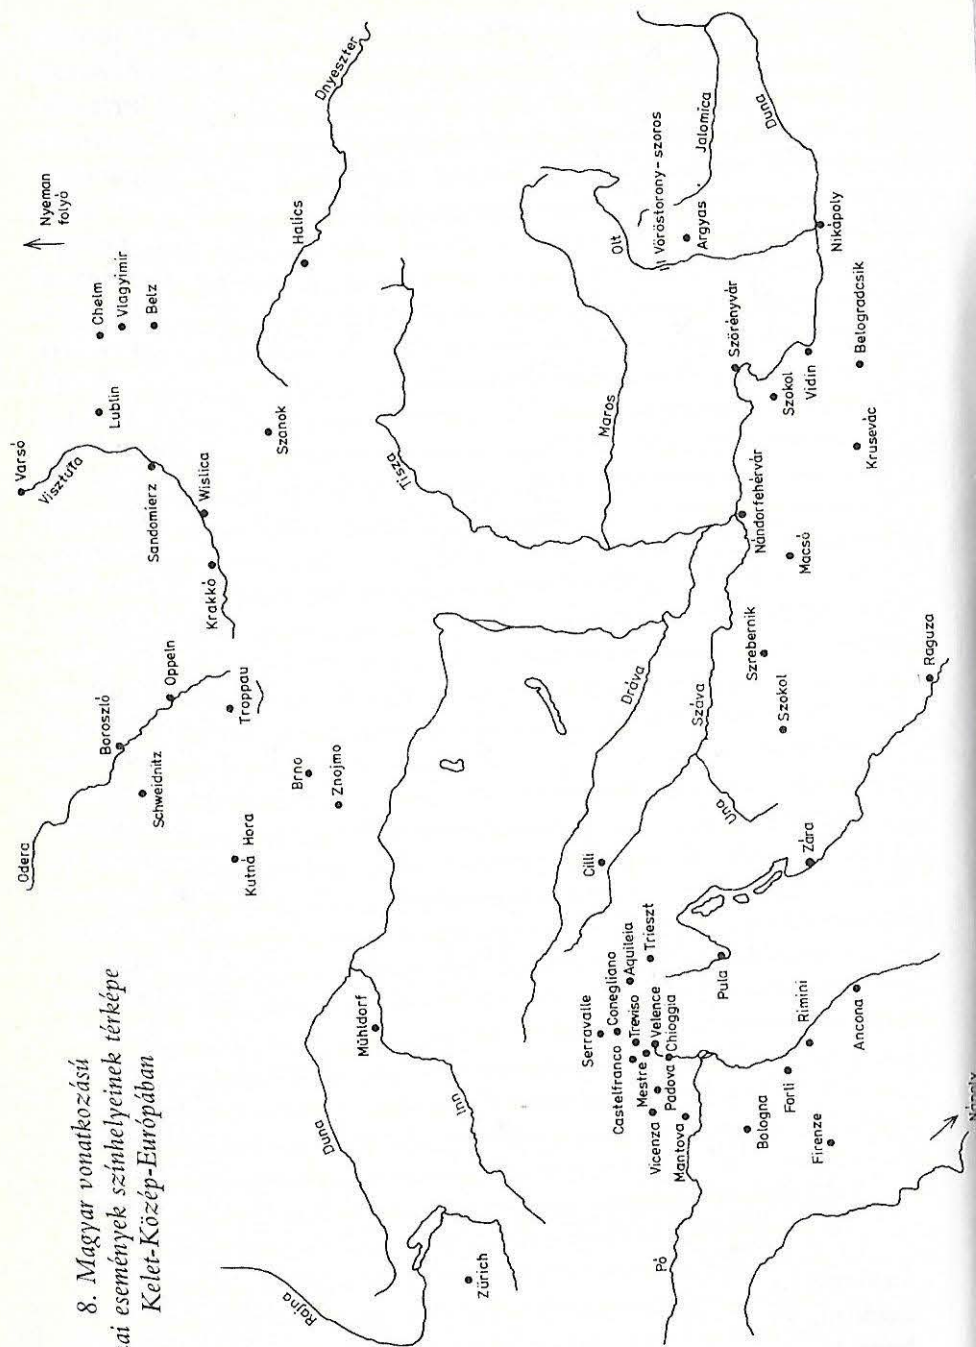 8. Magyar vonatkozású
ai események színhelyeinek térképe
Kelet-Közép-Európában
Nyeman
folyó
Varsó
Visztula
Lublin
Chelm
Vlagyimir
Belz
Sandomierz
Wislica
Krakkó
Odera
Boroszló
Oppeln
Schweidnitz
Troppau
Kutná Hora
Brno
Znojmo
Szanok
Halics
Dnyeszter
Tisza
Maros
Olt
Vöröstorony-szoros
Argyas
Jalomica
Duna
Nikápoly
Szörényvár
Szokol
Vidin
Belogradcsik
Krusevác
Nándorfehérvár
Macsó
Szrebernik
Szokol
Raguza
Dráva
Száva
Una
Cilli
Zára
Pula
Duna
Mühldorf
Inn
Rajna
Zürich
Serravalle
Conegliano
Aquileia
Castelfranco
Treviso
Trieszt
Mestre
Velence
Chioggia
Padova
Vicenza
Mantova
Pó
Bologna
Forli
Rimini
Ancona
Firenze